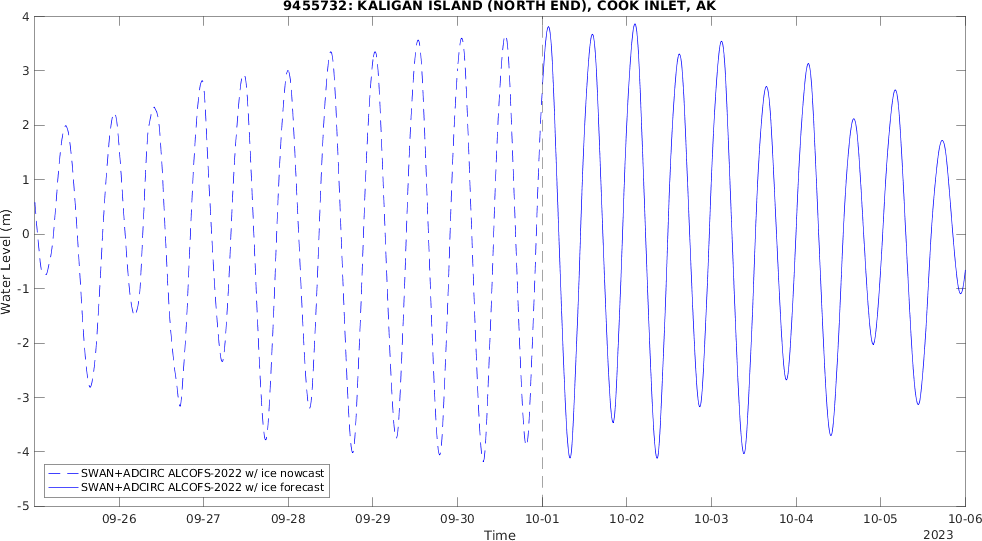 9455732: KALIGAN ISLAND (NORTH END), COOK INLET, AK
4
3
2
1
0
-1
-2
-3
-4
-5
Water Level (m)
SWAN+ADCIRC ALCOFS-2022 w/ ice nowcast
SWAN+ADCIRC ALCOFS-2022 w/ ice forecast
09-26 09-27 09-28 09-29 09-30 10-01 10-02 10-03 10-04 10-05 10-06
Time
2023